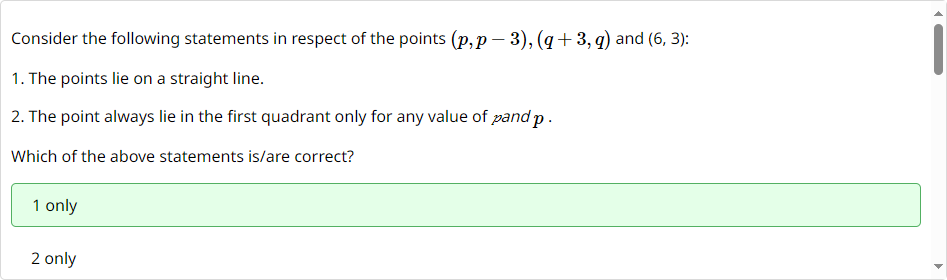 Consider the following statements in respect of the points (p, p − 3), (q + 3, q) and (6, 3):
1. The points lie on a straight line.
2. The point always lie in the first quadrant only for any value of pand p .
Which of the above statements is/are correct?
1 only
2 only